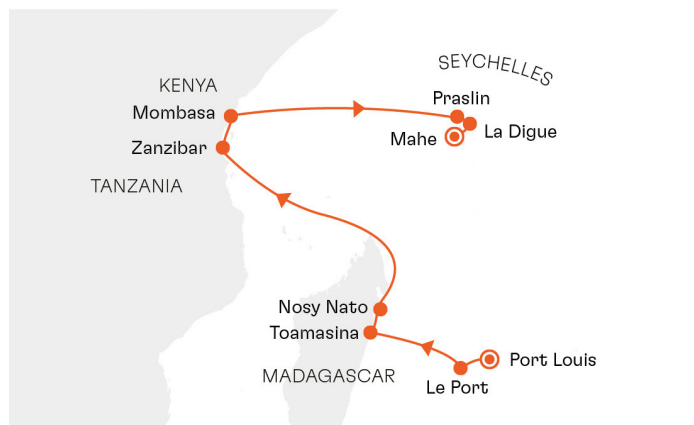 SEYCHELLES
KENYA
Praslin
Mombasa
La Digue
Mahe
Zanzibar
TANZANIA
Nosy Nato
Toamasina
Port Louis
MADAGASCAR
Le Port